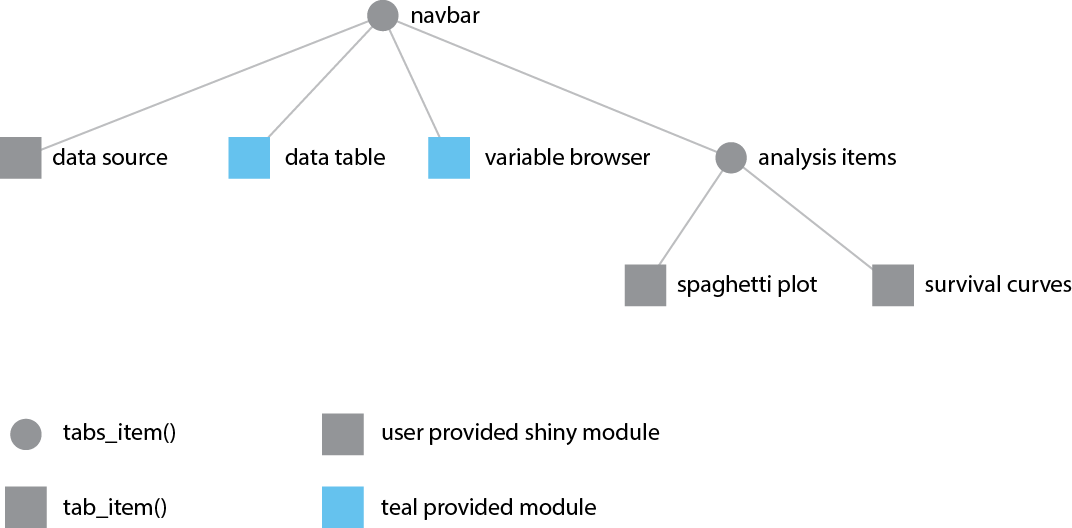 navbar
data source
data table
variable browser
analysis items
spaghetti plot
survival curves
tabs_item()
user provided shiny module
tab_item()
teal provided module